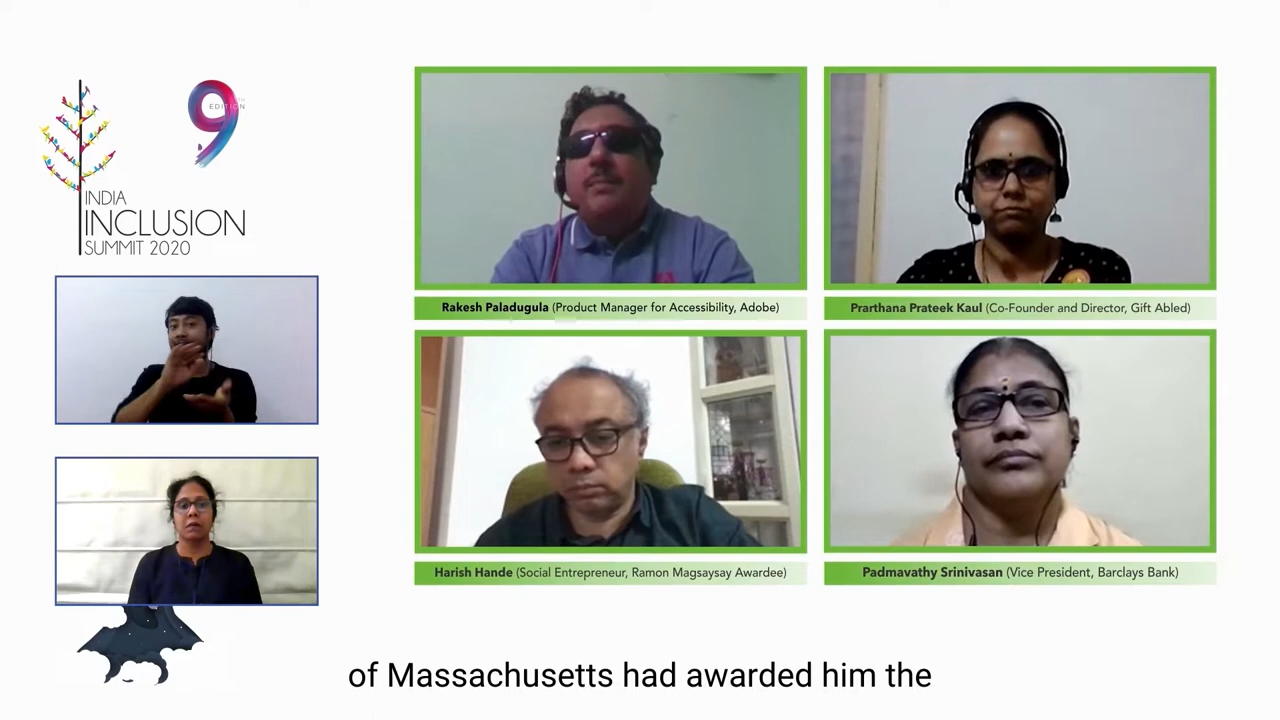 9
TH
EDITION
INDIA
INCLUSION
SUMMIT 2020
Rakesh Paladugula (Product Manager for Accessibility, Adobe)
Prarthana Prateek Kaul (Co-Founder and Director, Gift Abled)
Harish Hande (Social Entrepreneur, Ramon Magsaysay Awardee)
Padmavathy Srinivasan (Vice President, Barclays Bank)
of Massachusetts had awarded him the